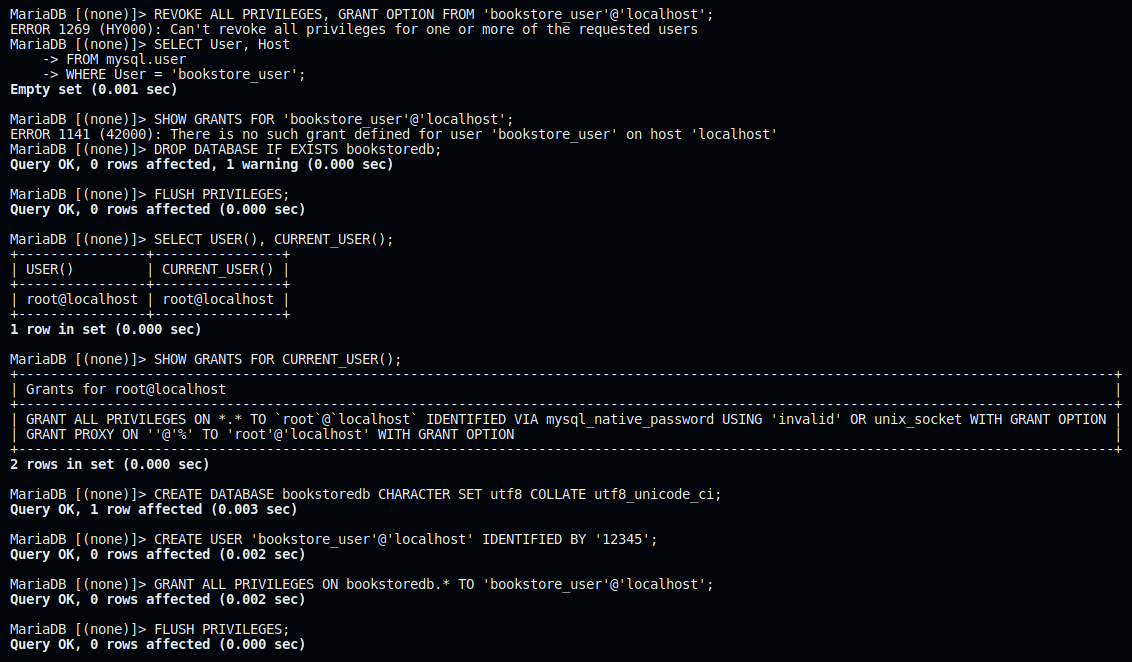 MariaDB [(none)]> REVOKE ALL PRIVILEGES, GRANT OPTION FROM 'bookstore_user'@'localhost';
ERROR 1269 (HY000): Can't revoke all privileges for one or more of the requested users
MariaDB [(none)]> SELECT User, Host
    -> FROM mysql.user
    -> WHERE User = 'bookstore_user';
Empty set (0.001 sec)

MariaDB [(none)]> SHOW GRANTS FOR 'bookstore_user'@'localhost';
ERROR 1141 (42000): There is no such grant defined for user 'bookstore_user' on host 'localhost'
MariaDB [(none)]> DROP DATABASE IF EXISTS bookstoredb;
Query OK, 0 rows affected, 1 warning (0.000 sec)

MariaDB [(none)]> FLUSH PRIVILEGES;
Query OK, 0 rows affected (0.000 sec)

MariaDB [(none)]> SELECT USER(), CURRENT_USER();
+----------------+----------------+
| USER()         | CURRENT_USER() |
+----------------+----------------+
| root@localhost | root@localhost |
+----------------+----------------+
1 row in set (0.000 sec)

MariaDB [(none)]> SHOW GRANTS FOR CURRENT_USER();
+-----------------------------------------------------------------------------------------------------------------------------------------+
| Grants for root@localhost                                                                                                               |
+-----------------------------------------------------------------------------------------------------------------------------------------+
| GRANT ALL PRIVILEGES ON *.* TO `root`@`localhost` IDENTIFIED VIA mysql_native_password USING 'invalid' OR unix_socket WITH GRANT OPTION |
| GRANT PROXY ON ''@'%' TO 'root'@'localhost' WITH GRANT OPTION                                                                           |
+-----------------------------------------------------------------------------------------------------------------------------------------+
2 rows in set (0.000 sec)

MariaDB [(none)]> CREATE DATABASE bookstoredb CHARACTER SET utf8 COLLATE utf8_unicode_ci;
Query OK, 1 row affected (0.003 sec)

MariaDB [(none)]> CREATE USER 'bookstore_user'@'localhost' IDENTIFIED BY '12345';
Query OK, 0 rows affected (0.002 sec)

MariaDB [(none)]> GRANT ALL PRIVILEGES ON bookstoredb.* TO 'bookstore_user'@'localhost';
Query OK, 0 rows affected (0.002 sec)

MariaDB [(none)]> FLUSH PRIVILEGES;
Query OK, 0 rows affected (0.000 sec)